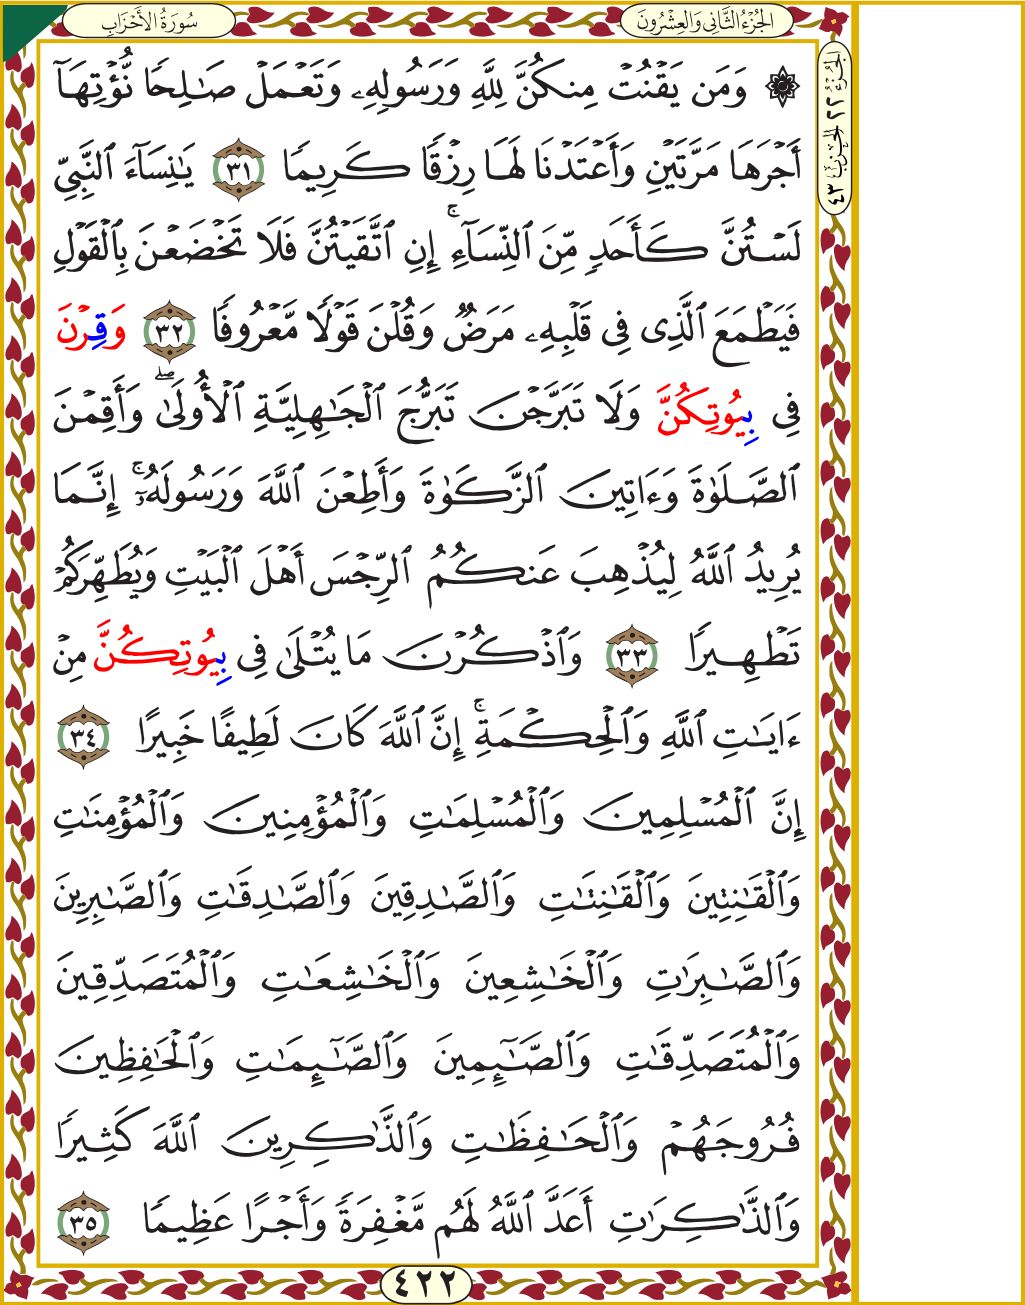 سُورَةُ الأَحْزَابِ
الجُزْءُ الثَّانِي وَالعِشْرُونَ
الجزء ٢٢ الحزب ٤٣
۞ وَمَن يَقْنُتْ مِنكُنَّ لِلَّهِ وَرَسُولِهِۦ وَتَعْمَلْ صَٰلِحًا نُّؤْتِهَآ
أَجْرَهَا مَرَّتَيْنِ وَأَعْتَدْنَا لَهَا رِزْقًا كَرِيمًا ٣١ يَٰنِسَآءَ ٱلنَّبِيِّ
لَسْتُنَّ كَأَحَدٍ مِّنَ ٱلنِّسَآءِ ۚ إِنِ ٱتَّقَيْتُنَّ فَلَا تَخْضَعْنَ بِٱلْقَوْلِ
فَيَطْمَعَ ٱلَّذِى فِى قَلْبِهِۦ مَرَضٌ وَقُلْنَ قَوْلًا مَّعْرُوفًا ٣٢ وَقِرْنَ
فِى بِيُوتِكُنَّ وَلَا تَبَرَّجْنَ تَبَرُّجَ ٱلْجَٰهِلِيَّةِ ٱلْأُولَىٰ ۖ وَأَقِمْنَ
ٱلصَّلَوٰةَ وَءَاتِينَ ٱلزَّكَوٰةَ وَأَطِعْنَ ٱللَّهَ وَرَسُولَهُۥٓ ۚ إِنَّمَا
يُرِيدُ ٱللَّهُ لِيُذْهِبَ عَنكُمُ ٱلرِّجْسَ أَهْلَ ٱلْبَيْتِ وَيُطَهِّرَكُمْ
تَطْهِيرًا ٣٣ وَٱذْكُرْنَ مَا يُتْلَىٰ فِى بِيُوتِكُنَّ مِنْ
ءَايَٰتِ ٱللَّهِ وَٱلْحِكْمَةِ ۚ إِنَّ ٱللَّهَ كَانَ لَطِيفًا خَبِيرًا ٣٤
إِنَّ ٱلْمُسْلِمِينَ وَٱلْمُسْلِمَٰتِ وَٱلْمُؤْمِنِينَ وَٱلْمُؤْمِنَٰتِ
وَٱلْقَٰنِتِينَ وَٱلْقَٰنِتَٰتِ وَٱلصَّٰدِقِينَ وَٱلصَّٰدِقَٰتِ وَٱلصَّٰبِرِينَ
وَٱلصَّٰبِرَٰتِ وَٱلْخَٰشِعِينَ وَٱلْخَٰشِعَٰتِ وَٱلْمُتَصَدِّقِينَ
وَٱلْمُتَصَدِّقَٰتِ وَٱلصَّٰٓئِمِينَ وَٱلصَّٰٓئِمَٰتِ وَٱلْحَٰفِظِينَ
فُرُوجَهُمْ وَٱلْحَٰفِظَٰتِ وَٱلذَّٰكِرِينَ ٱللَّهَ كَثِيرًا
وَٱلذَّٰكِرَٰتِ أَعَدَّ ٱللَّهُ لَهُم مَّغْفِرَةً وَأَجْرًا عَظِيمًا ٣٥
٤٢٢